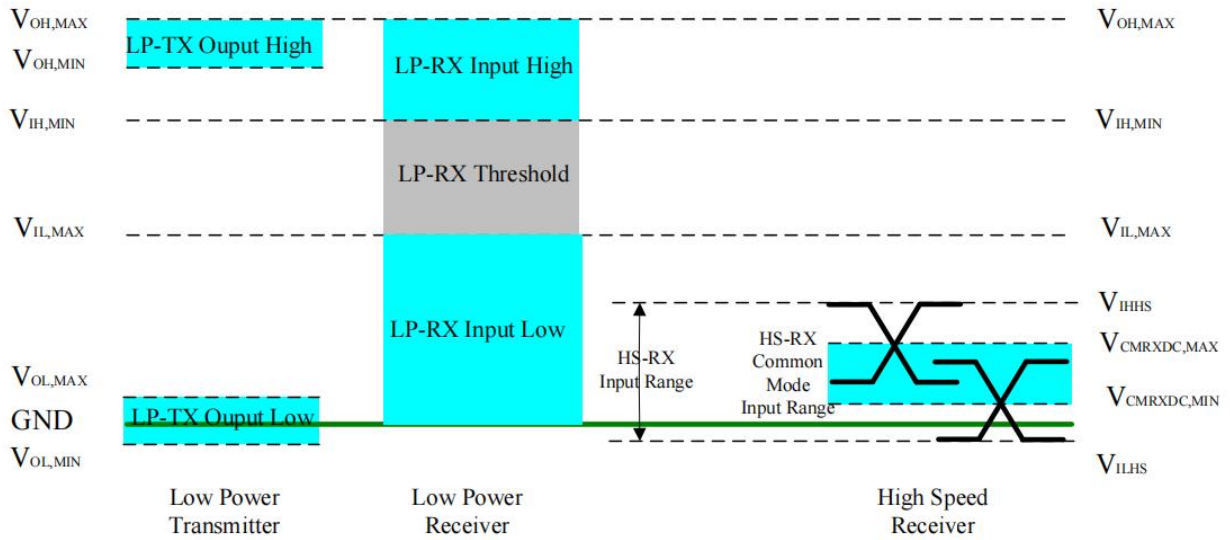 VOH,MAX
LP-TX Ouput High
VOH,MIN
VIH,MIN
VIL,MAX
VOL,MAX
LP-TX Ouput Low
GND
VOL,MIN
LP-RX Input High
LP-RX Threshold
LP-RX Input Low
HS-RX
Input Range
HS-RX
Common
Mode
Input Range
VOH,MAX
VIH,MIN
VIL,MAX
VIHHS
VCMRXDC,MAX
VCMRXDC,MIN
VILHS
Low Power
Transmitter
Low Power
Receiver
High Speed
Receiver